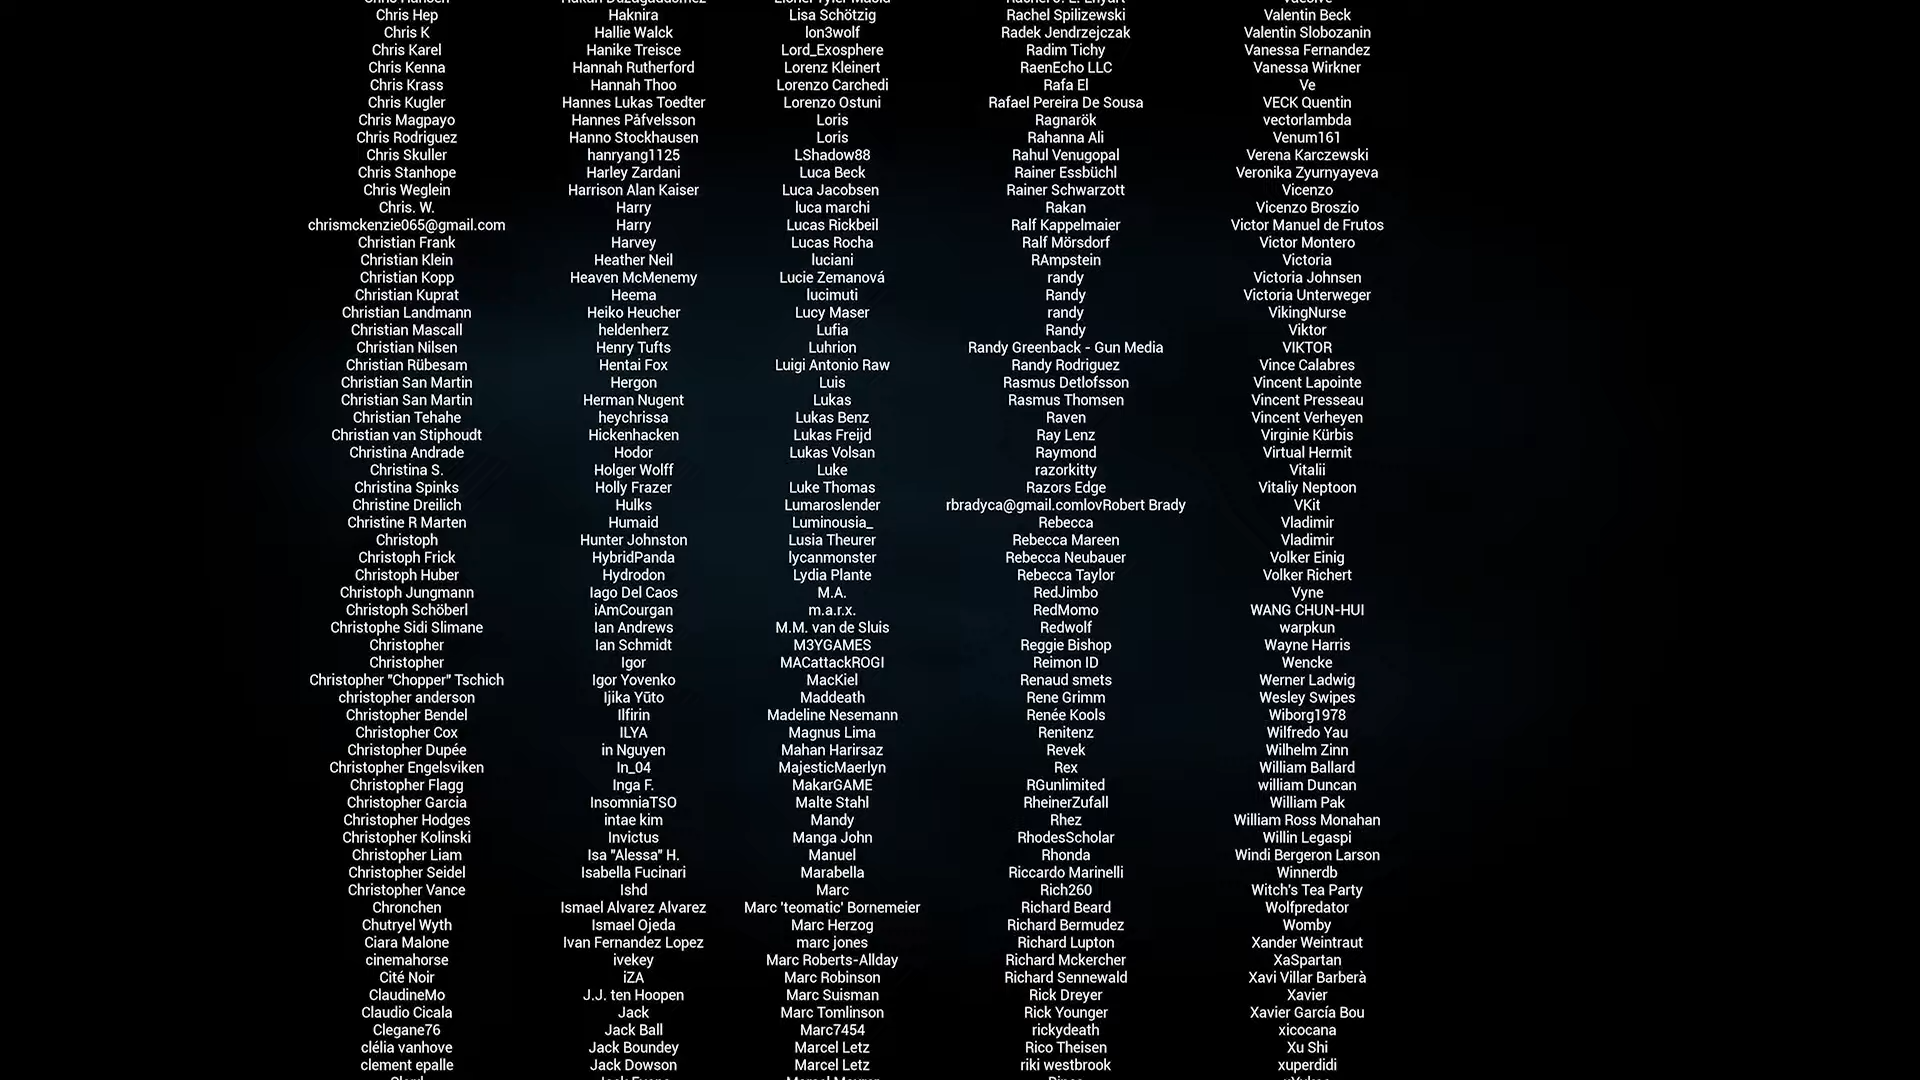 Chris Hep
Chris K
Chris Karel
Chris Kenna
Chris Krass
Chris Kugler
Chris Magpayo
Chris Rodriguez
Chris Skuller
Chris Stanhope
Chris Weglein
Chris. W.
chrismckenzie065@gmail.com
Christian Frank
Christian Klein
Christian Kopp
Christian Kuprat
Christian Landmann
Christian Mascall
Christian Nilsen
Christian Rübesam
Christian San Martin
Christian San Martin
Christian Tehahe
Christian van Stiphoudt
Christina Andrade
Christina S.
Christina Spinks
Christine Dreilich
Christine R Marten
Christoph
Christoph Frick
Christoph Huber
Christoph Jungmann
Christoph Schöberl
Christophe Sidi Slimane
Christopher
Christopher
Christopher "Chopper" Tschich
christopher anderson
Christopher Bendel
Christopher Cox
Christopher Dupée
Christopher Engelsviken
Christopher Flagg
Christopher Garcia
Christopher Hodges
Christopher Kolinski
Christopher Liam
Christopher Seidel
Christopher Vance
Chronchen
Chutryel Wyth
Ciara Malone
cinemahorse
Cité Noir
ClaudineMo
Claudio Cicala
Clegane76
clélia vanhove
clement epalle
Haknira
Hallie Walck
Hanike Treisce
Hannah Rutherford
Hannah Thoo
Hannes Lukas Toedter
Hannes Påfvelsson
Hanno Stockhausen
hanryang1125
Harley Zardani
Harrison Alan Kaiser
Harry
Harry
Harvey
Heather Neil
Heaven McMenemy
Heema
Heiko Heucher
heldenherz
Henry Tufts
Hentai Fox
Hergon
Herman Nugent
heychrissa
Hickenhacken
Hodor
Holger Wolff
Holly Frazer
Hulks
Humaid
Hunter Johnston
HybridPanda
Hydrodon
Iago Del Caos
iAmCourgan
Ian Andrews
Ian Schmidt
Igor
Igor Yovenko
Ijika Yūto
Ilfirin
ILYA
in Nguyen
In_04
Inga F.
InsomniaTSO
intae kim
Invictus
Isa "Alessa" H.
Isabella Fucinari
Ishd
Ismael Alvarez Alvarez
Ismael Ojeda
Ivan Fernandez Lopez
ivekey
iZA
J.J. ten Hoopen
Jack
Jack Ball
Jack Boundey
Jack Dowson
Lisa Schötzig
lon3wolf
Lord_Exosphere
Lorenz Kleinert
Lorenzo Carchedi
Lorenzo Ostuni
Loris
Loris
LShadow88
Luca Beck
Luca Jacobsen
luca marchi
Lucas Rickbeil
Lucas Rocha
luciani
Lucie Zemanová
lucimuti
Lucy Maser
Lufia
Luhrion
Luigi Antonio Raw
Luis
Lukas
Lukas Benz
Lukas Freijd
Lukas Volsan
Luke
Luke Thomas
Lumaroslender
Luminousia_
Lusia Theurer
lycanmonster
Lydia Plante
M.A.
m.a.r.x.
M.M. van de Sluis
M3YGAMES
MACattackROGI
MacKiel
Maddeath
Madeline Nesemann
Magnus Lima
Mahan Harirsaz
MajesticMaerlyn
MakarGAME
Malte Stahl
Mandy
Manga John
Manuel
Marabella
Marc
Marc 'teomatic' Bornemeier
Marc Herzog
marc jones
Marc Roberts-Allday
Marc Robinson
Marc Suisman
Marc Tomlinson
Marc7454
Marcel Letz
Marcel Letz
Rachel Spilizewski
Radek Jendrzejczak
Radim Tichy
RaenEcho LLC
Rafa El
Rafael Pereira De Sousa
Ragnarök
Rahanna Ali
Rahul Venugopal
Rainer Essbüchl
Rainer Schwarzott
Rakan
Ralf Kappelmaier
Ralf Mörsdorf
RAmpstein
randy
Randy
randy
Randy
Randy Greenback - Gun Media
Randy Rodriguez
Rasmus Detlofsson
Rasmus Thomsen
Raven
Ray Lenz
Raymond
razorkitty
Razors Edge
rbradyca@gmail.comlovRobert Brady
Rebecca
Rebecca Mareen
Rebecca Neubauer
Rebecca Taylor
RedJimbo
RedMomo
Redwolf
Reggie Bishop
Reimon ID
Renaud smets
Rene Grimm
Renée Kools
Renitenz
Revek
Rex
RGunlimited
RheinerZufall
Rhez
RhodesScholar
Rhonda
Riccardo Marinelli
Rich260
Richard Beard
Richard Bermudez
Richard Lupton
Richard Mckercher
Richard Sennewald
Rick Dreyer
Rick Younger
rickydeath
Rico Theisen
riki westbrook
Valentin Beck
Valentin Slobozanin
Vanessa Fernandez
Vanessa Wirkner
Ve
VECK Quentin
vectorlambda
Venum161
Verena Karczewski
Veronika Zyurnyayeva
Vicenzo
Vicenzo Broszio
Victor Manuel de Frutos
Victor Montero
Victoria
Victoria Johnsen
Victoria Unterweger
VikingNurse
Viktor
VIKTOR
Vince Calabres
Vincent Lapointe
Vincent Presseau
Vincent Verheyen
Virginie Kürbis
Virtual Hermit
Vitalii
Vitaliy Neptoon
VKit
Vladimir
Vladimir
Volker Einig
Volker Richert
Vyne
WANG CHUN-HUI
warpkun
Wayne Harris
Wencke
Werner Ladwig
Wesley Swipes
Wiborg1978
Wilfredo Yau
Wilhelm Zinn
William Ballard
william Duncan
William Pak
William Ross Monahan
Willin Legaspi
Windi Bergeron Larson
Winnerdb
Witch's Tea Party
Wolfpredator
Womby
Xander Weintraut
XaSpartan
Xavi Villar Barberà
Xavier
Xavier García Bou
xicocana
Xu Shi
xuperdidi